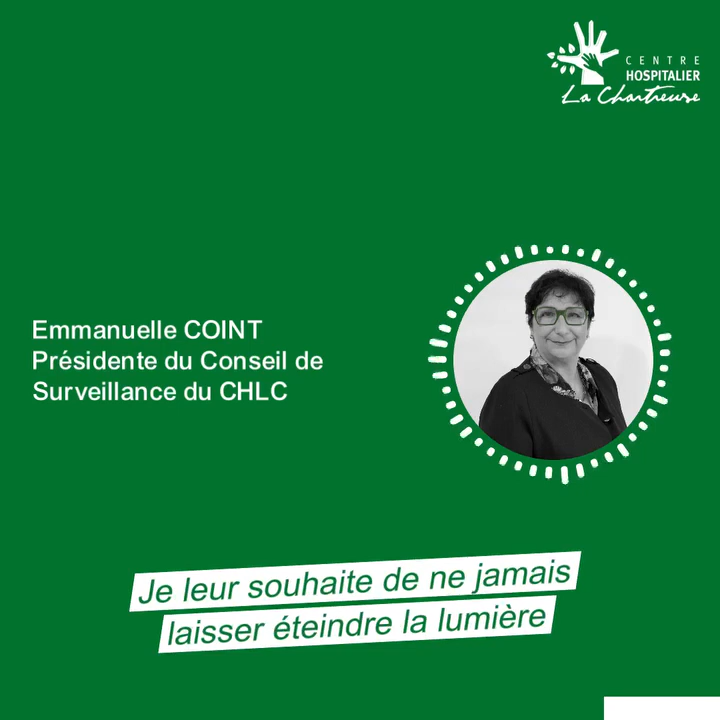 CENTRE
HOSPITALIER
La Chartreuse
Emmanuelle COINT
Présidente du Conseil de
Surveillance du CHLC
Je leur souhaite de ne jamais
laisser éteindre la lumière